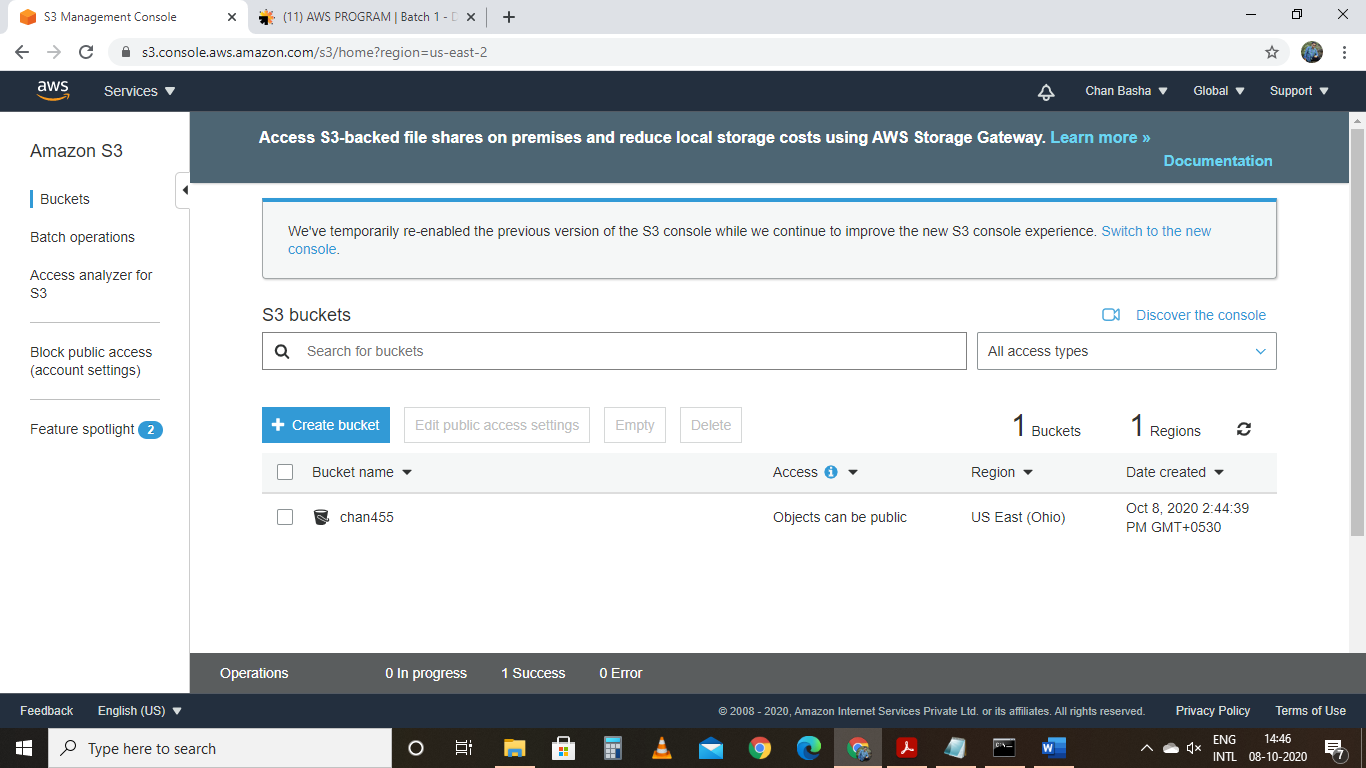 S3 Management Console
(11) AWS PROGRAM | Batch 1 - D
s3.console.aws.amazon.com/s3/home?region=us-east-2
aws
Services
Chan Basha
Global
Support
Amazon S3
Buckets
Batch operations
Access analyzer for
S3
Block public access
(account settings)
Feature spotlight 2
Access S3-backed file shares on premises and reduce local storage costs using AWS Storage Gateway. Learn more »
Documentation
We've temporarily re-enabled the previous version of the S3 console while we continue to improve the new S3 console experience. Switch to the new
console.
S3 buckets
Discover the console
Search for buckets
All access types
+ Create bucket
Edit public access settings
Empty
Delete
1 Buckets
1 Regions
Bucket name
Access
Region
Date created
chan455
Objects can be public
US East (Ohio)
Oct 8, 2020 2:44:39
PM GMT+0530
Operations
0 In progress
1 Success
0 Error
Feedback
English (US)
© 2008 - 2020, Amazon Internet Services Private Ltd. or its affiliates. All rights reserved.
Privacy Policy
Terms of Use
Type here to search
ENG
INTL
14:46
08-10-2020
7